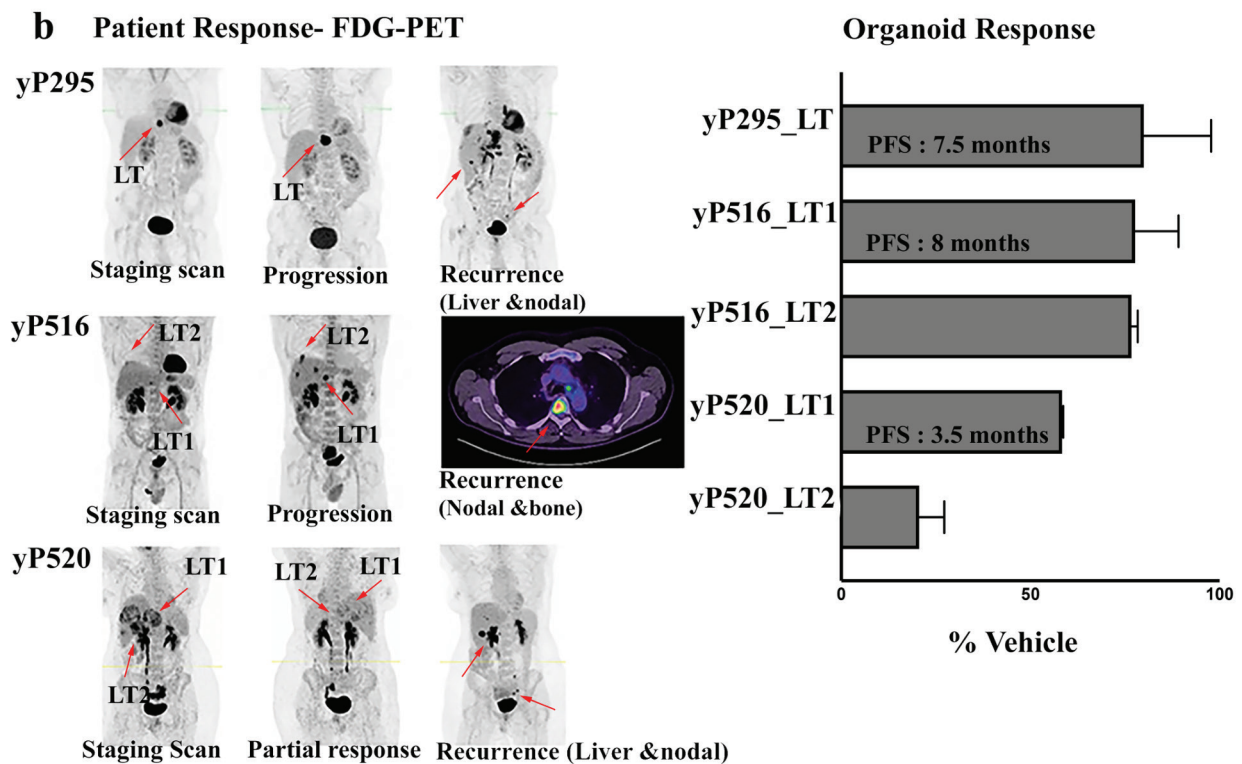 b Patient Response- FDG-PET
yP295
LT
Staging scan
LT
Progression
Recurrence
(Liver &nodal)
yP516
LT2
LT1
Staging scan
LT2
LT1
Progression
Recurrence
(Nodal &bone)
yP520
LT1
LT2
Staging Scan
LT2
LT1
Partial response
Recurrence (Liver &nodal)
Organoid Response
yP295_LT
PFS : 7.5 months
yP516_LT1
PFS : 8 months
yP516_LT2
yP520_LT1
PFS : 3.5 months
yP520_LT2
0 100
% Vehicle